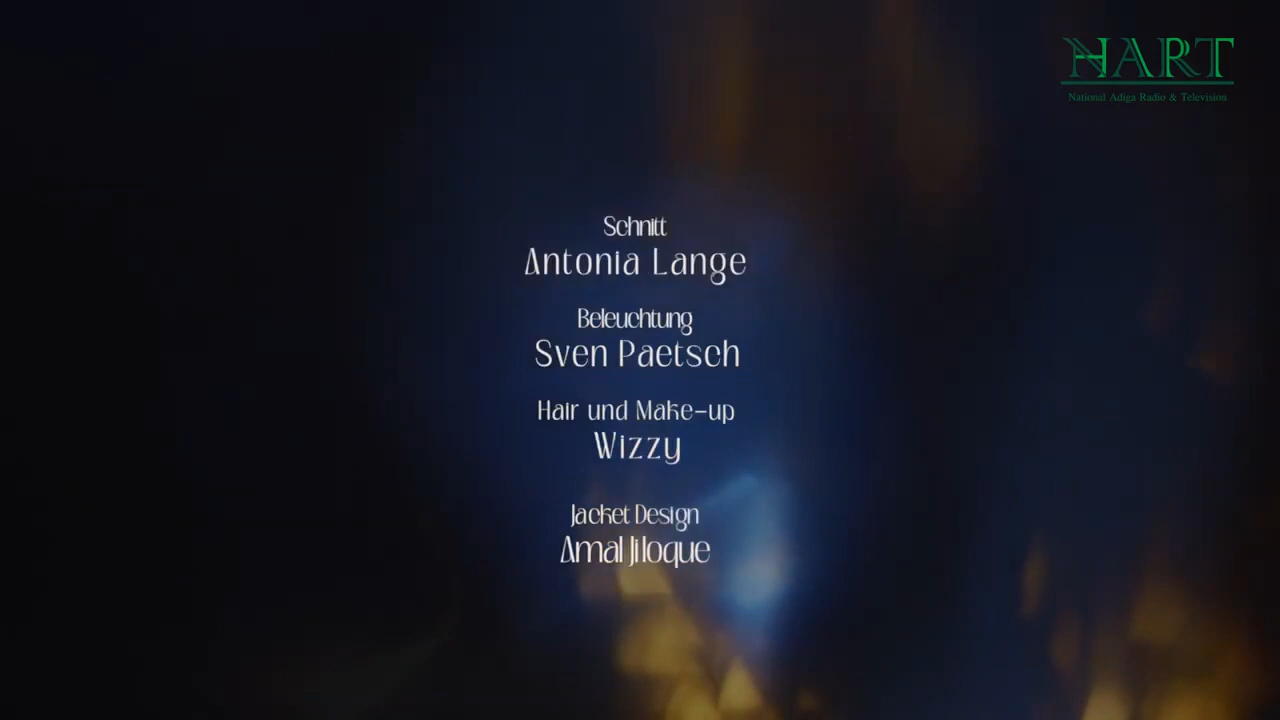 NART
National Adiga Radio & Television
Schnitt
Antonia Lange
Beleuchtung
Sven Paetsch
Hair und Make-up
Wizzy
Jacket Design
Amal Jiloque